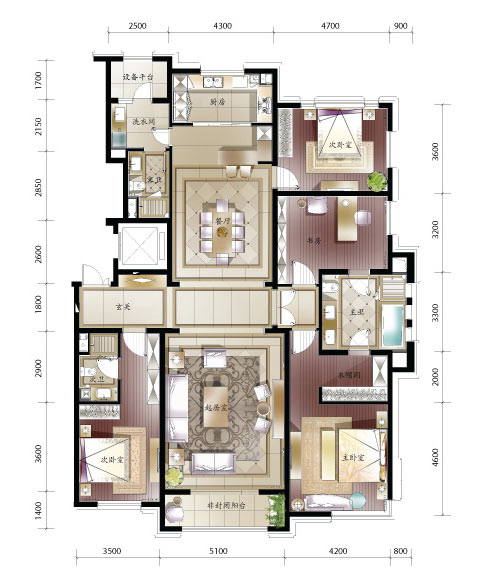 2500
4300
4700
900
1700
2150
2850
2600
1800
2900
3600
1400
3600
3200
3300
2000
4600
设备平台
厨房
洗衣间
次卧室
客卫
餐厅
书房
玄关
主卫
次卫
衣帽间
起居室
次卧室
主卧室
非封闭阳台
3500
5100
4200
800